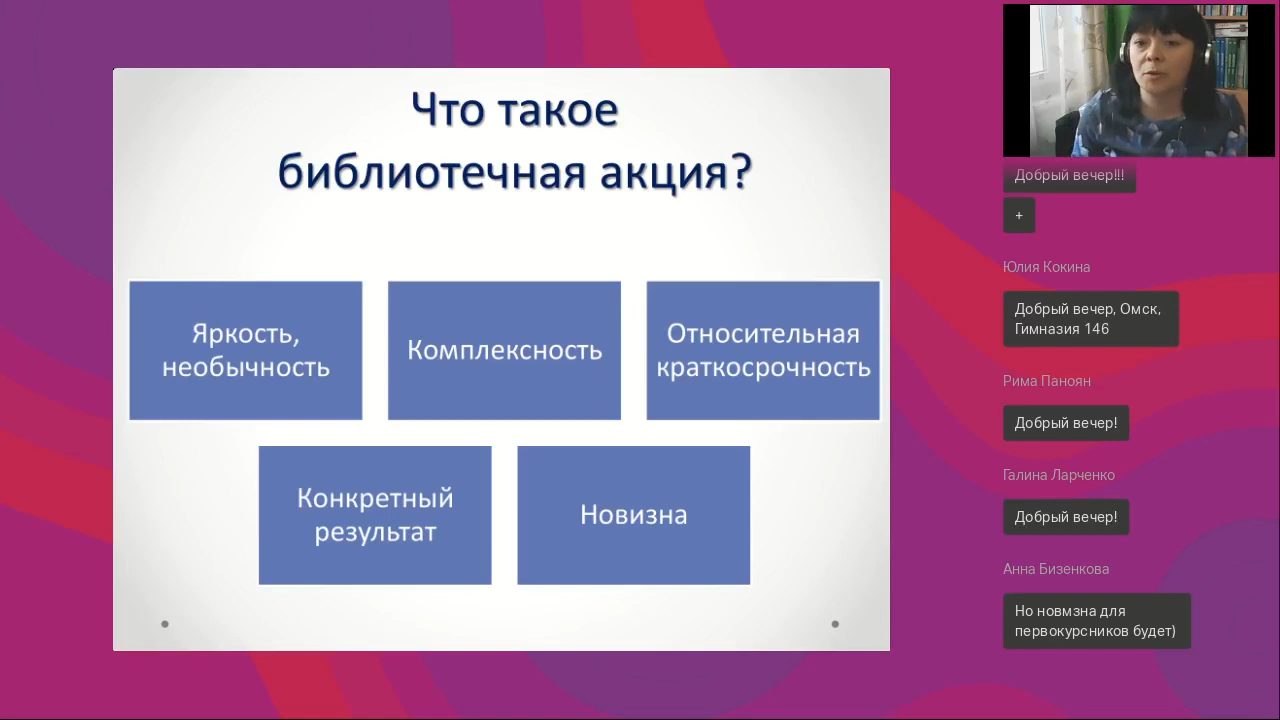 Что такое
библиотечная акция?
Яркость,
необычность
Комплексность
Относительная
краткосрочность
Конкретный
результат
Новизна
Добрый вечер!!!
+
Юлия Кокина
Добрый вечер, Омск,
Гимназия 146
Рима Паноян
Добрый вечер!
Галина Ларченко
Добрый вечер!
Анна Бизенкова
Но новмзна для
первокурсников будет)